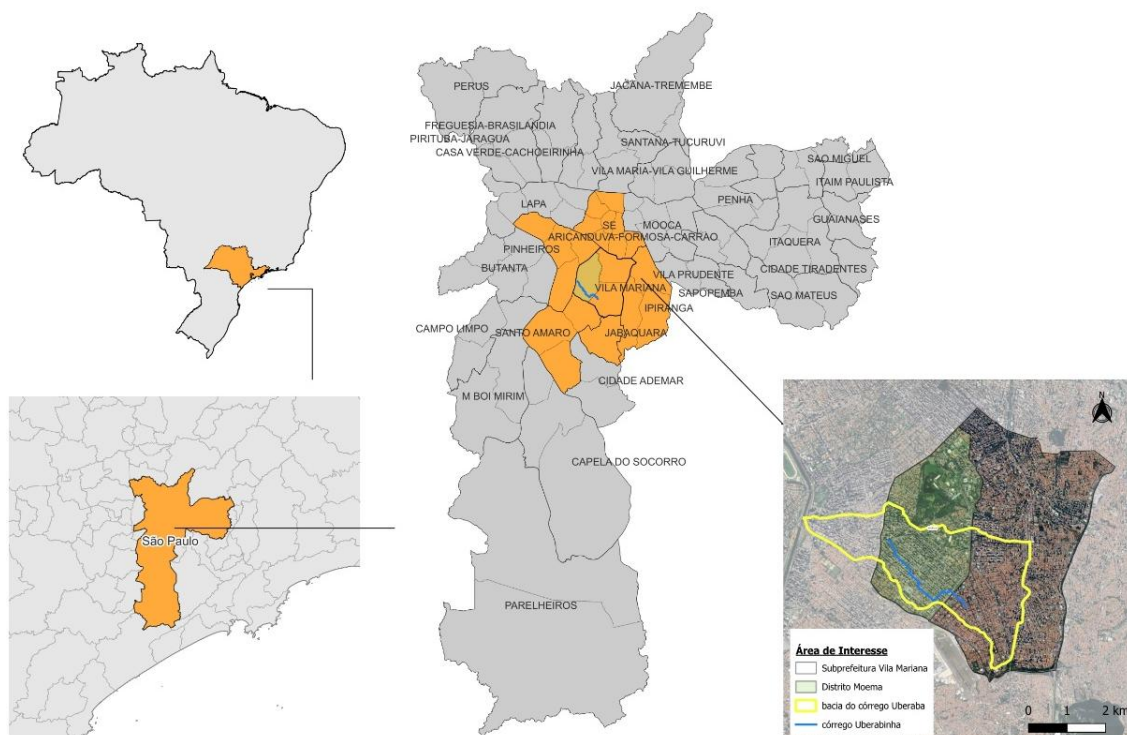 PERUS
JAÇANA-TREMEMBE
FREGUESIA-BRASILANDIA
PIRITUBA-JARAGUA
CASA VERDE-CACHOEIRINHA
SANTANA-TUCURUVI
VILA MARIA-VILA GUILHERME
SAO MIGUEL
ITAIM PAULISTA
PENHA
LAPA
GUAIANASES
SE
MOOCA
ARICANDUVA-FORMOSA-CARRAO
ITAQUERA
PINHEIROS
BUTANTA
CIDADE TIRADENTES
VILA PRUDENTE
VILA MARIANA
SAPOPEMBA
SAO MATEUS
IPIRANGA
CAMPO LIMPO
SANTO AMARO
JABAQUARA
CIDADE ADEMAR
M BOI MIRIM
CAPELA DO SOCORRO
PARELHEIROS
São Paulo
N
Área de Interesse
Subprefeitura Vila Mariana
Distrito Moema
bacia do córrego Uberaba
córrego Uberabinha
0 1 2 km